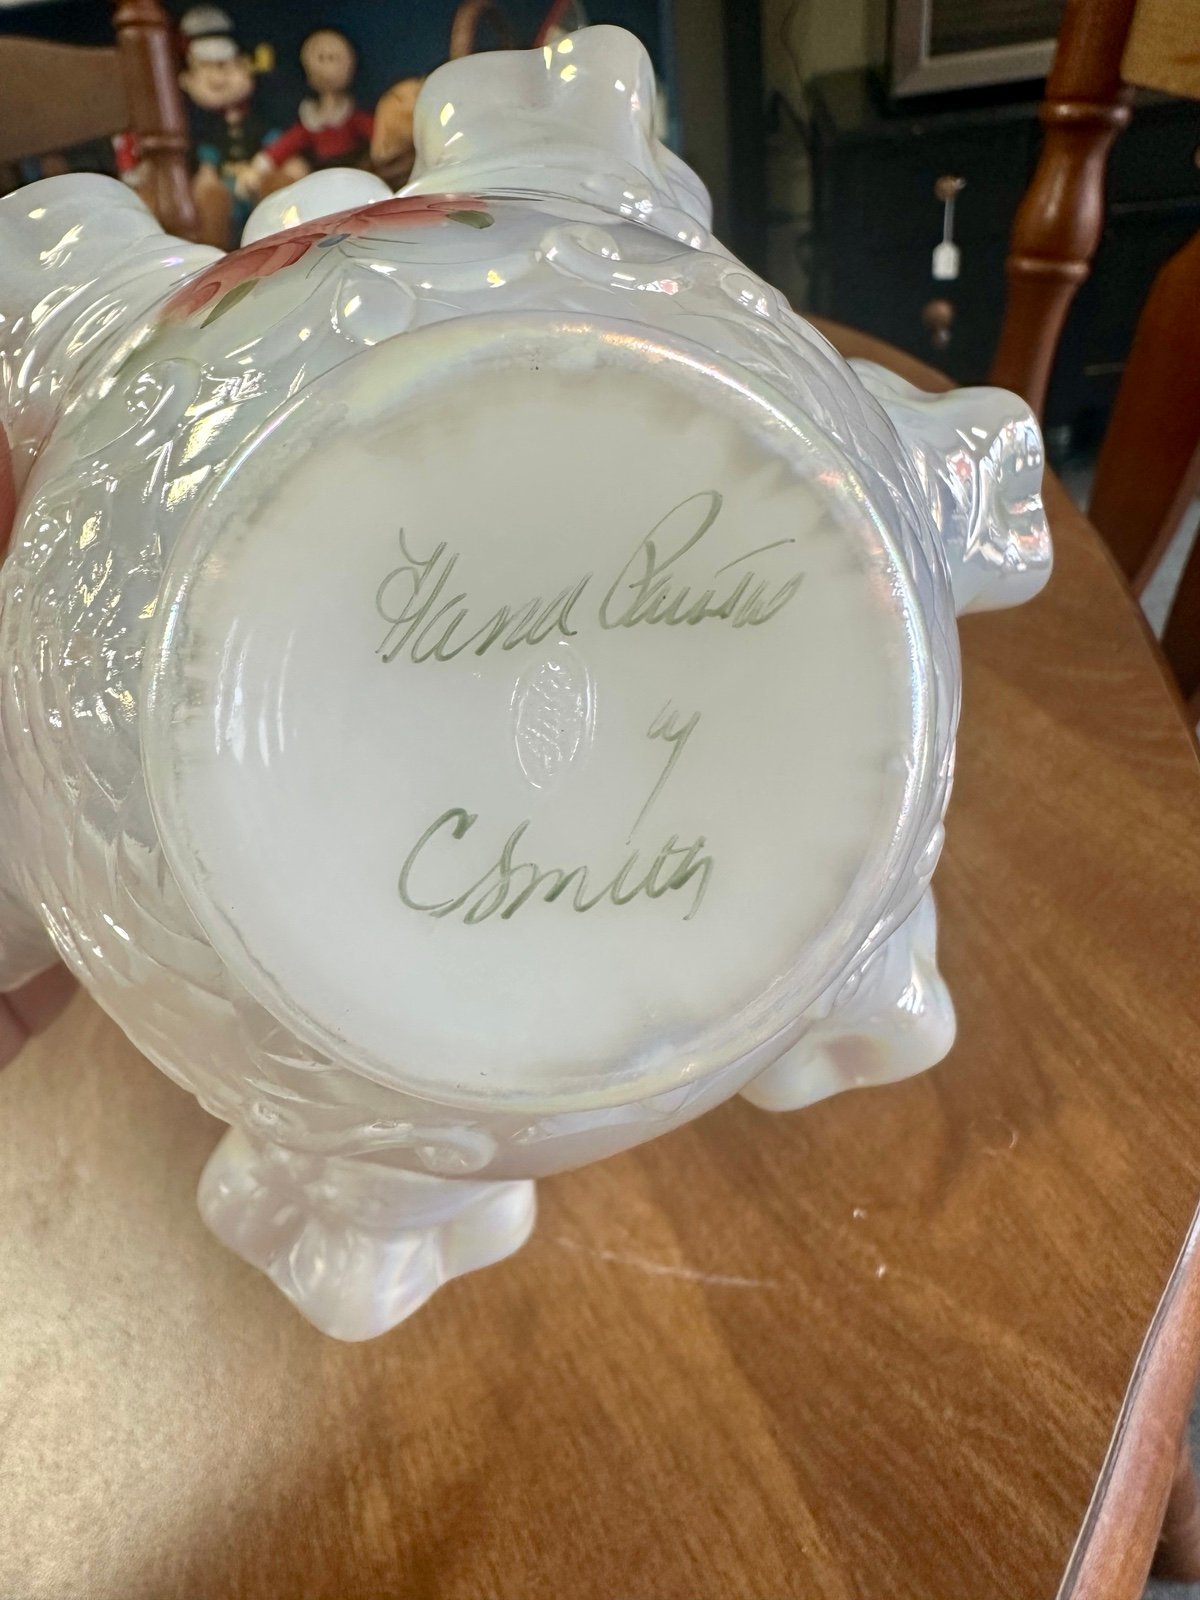 Hand Painted
by
C Smith